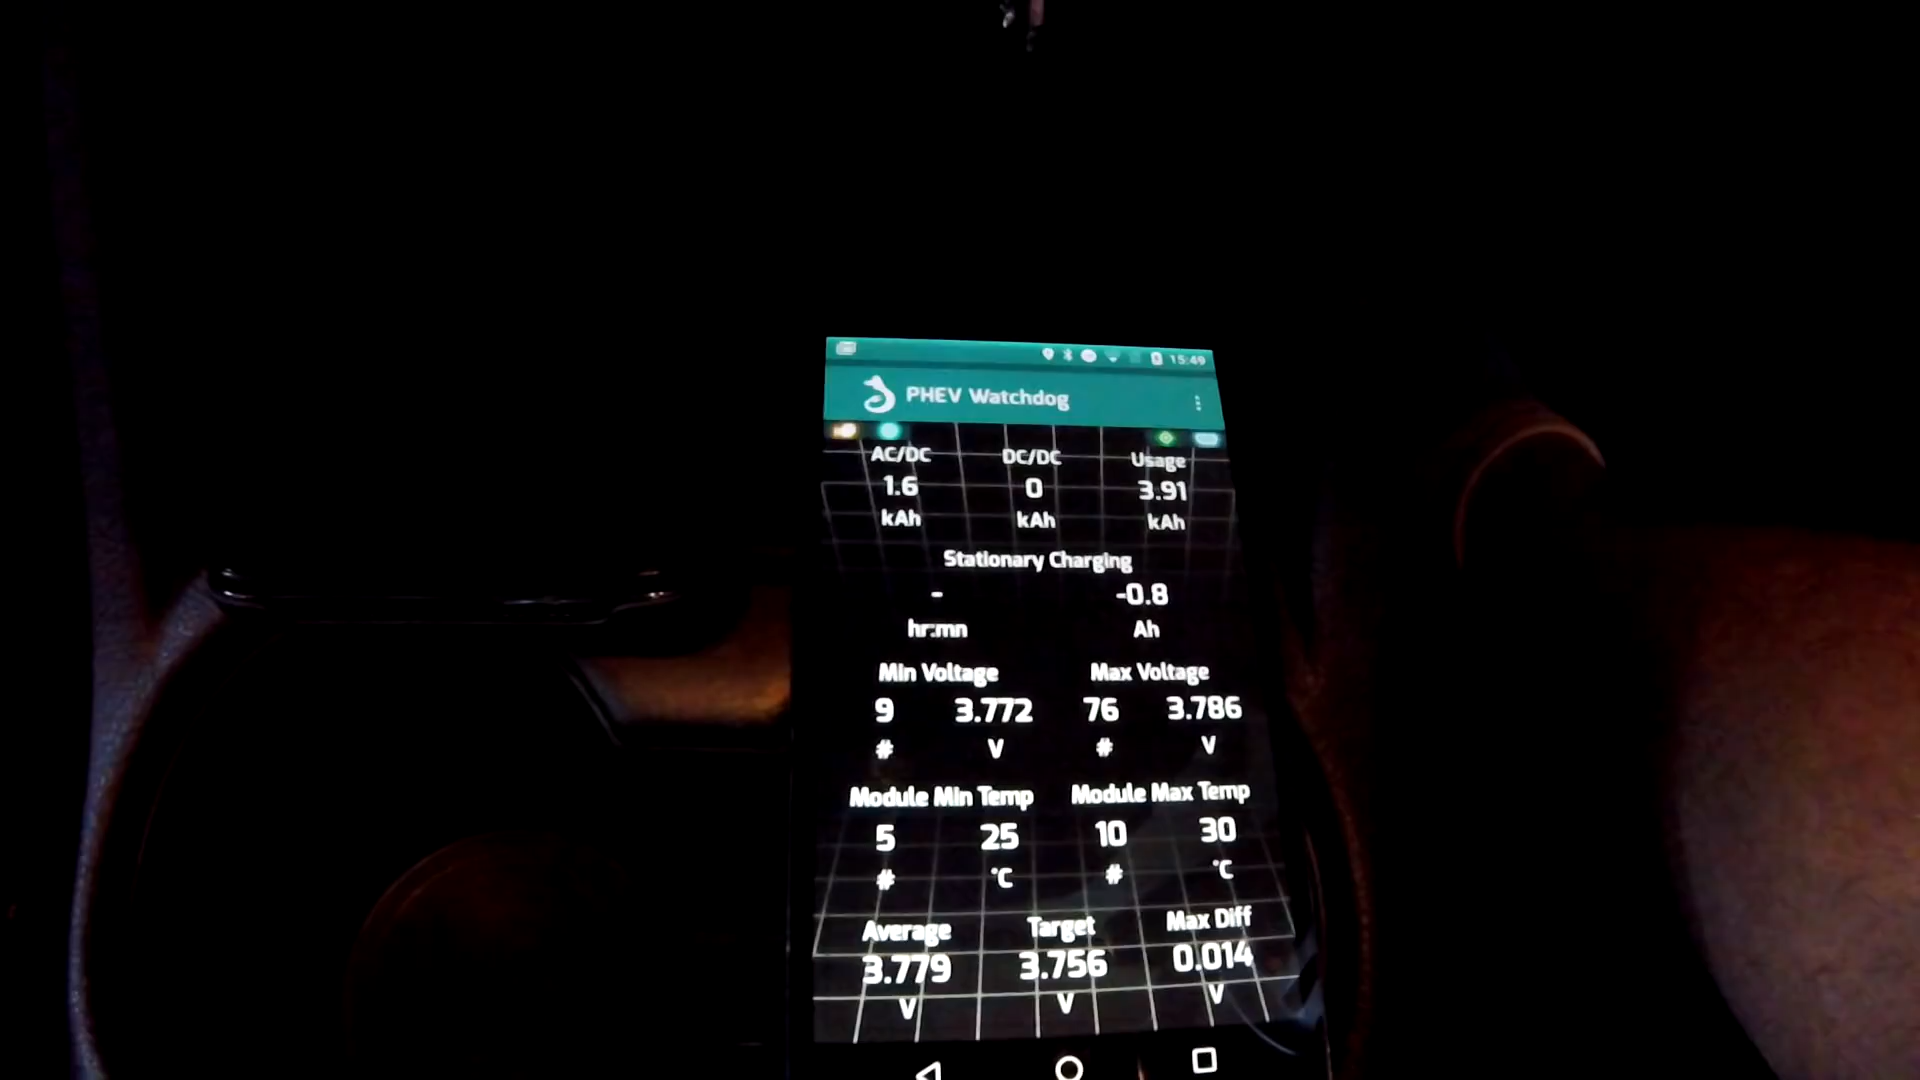 15:49
PHEV Watchdog
AC/DC DC/DC Usage
1.6 0 3.91
kAh kAh kAh
Stationary Charging
- -0.8
hr:mn Ah
Min Voltage Max Voltage
9 3.772 76 3.786
# V # V
Module Min Temp Module Max Temp
5 25 10 30
# °C # °C
Average Target Max Diff
3.779 3.756 0.014
V V V